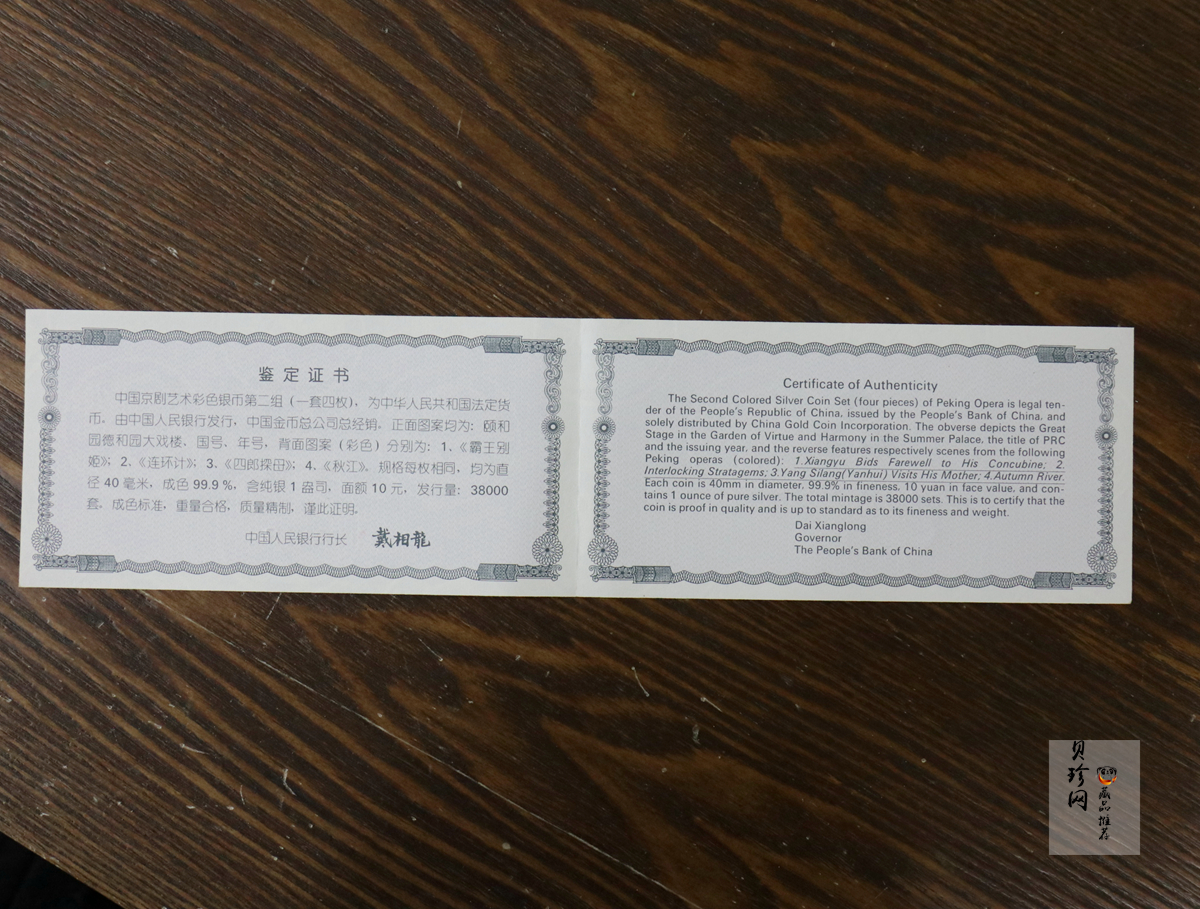 鉴定证书
中国京剧艺术彩色银币第二组（一套四枚），为中华人民共和国法定货
币，由中国人民银行发行，中国金币总公司总经销，正面图案均为：颐和
园德和园大戏楼、国号、年号，背面图案（彩色）分别为：1.《霸王别
姬》；2.《连环计》；3.《四郎探母》；4.《秋江》。规格每枚相同，均为直
径 40 毫米，成色 99.9 %，含纯银 1 盎司，面额 10 元，发行量：38000
套，成色标准，重量合格，质量精制，谨此证明。
中国人民银行行长 戴相龍
Certificate of Authenticity
The Second Colored Silver Coin Set (four pieces) of Peking Opera is legal ten-
der of the People's Republic of China, issued by the People's Bank of China, and
solely distributed by China Gold Coin Incorporation. The obverse depicts the Great
Stage in the Garden of Virtue and Harmony in the Summer Palace, the title of PRC
and the issuing year, and the reverse features respectively scenes from the following
Peking operas (colored): 1.Xiangyu Bids Farewell to His Concubine; 2.
Interlocking Stratagems; 3.Yang Silang(Yanhui) Visits His Mother; 4.Autumn River.
Each coin is 40mm in diameter, 99.9% in fineness, 10 yuan in face value, and con-
tains 1 ounce of pure silver. The total mintage is 38000 sets. This is to certify that the
coin is proof in quality and is up to standard as to its fineness and weight.
Dai Xianglong
Governor
The People's Bank of China
贝珍网
藏品推荐